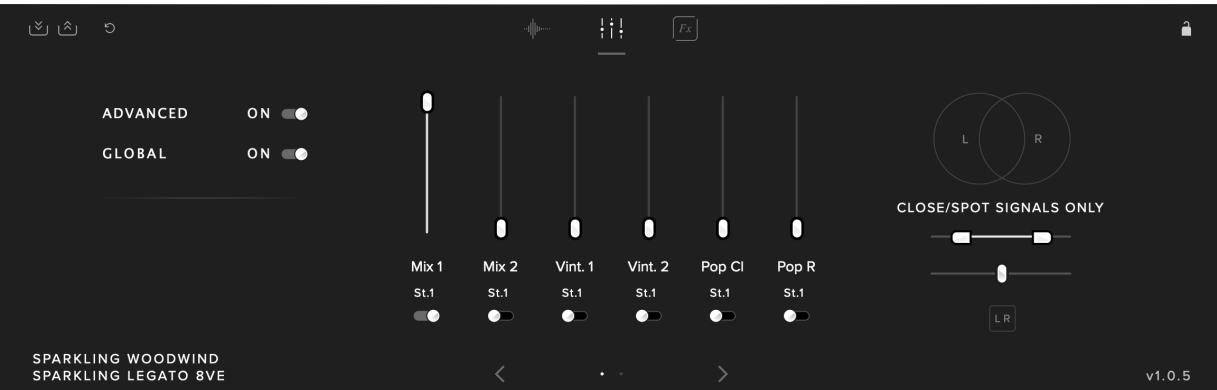 Fx
ADVANCED ON
GLOBAL ON
L R
CLOSE/SPOT SIGNALS ONLY
Mix 1 Mix 2 Vint. 1 Vint. 2 Pop Cl Pop R
St.1 St.1 St.1 St.1 St.1 St.1
L R
SPARKLING WOODWIND
SPARKLING LEGATO 8VE
v1.0.5